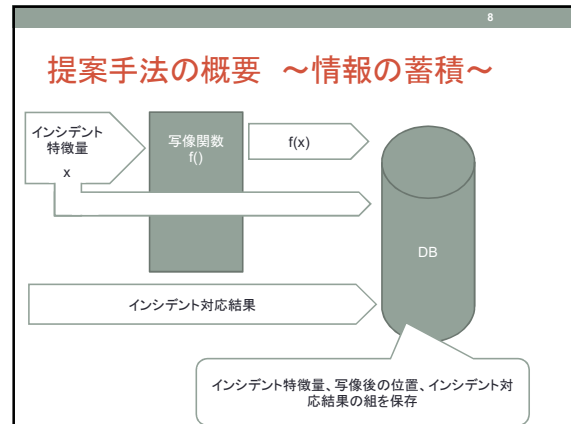 8
提案手法の概要 ～情報の蓄積～
インシデント
特徴量
x
写像関数
f()
f(x)
DB
インシデント対応結果
インシデント特徴量、写像後の位置、インシデント対
応結果の組を保存